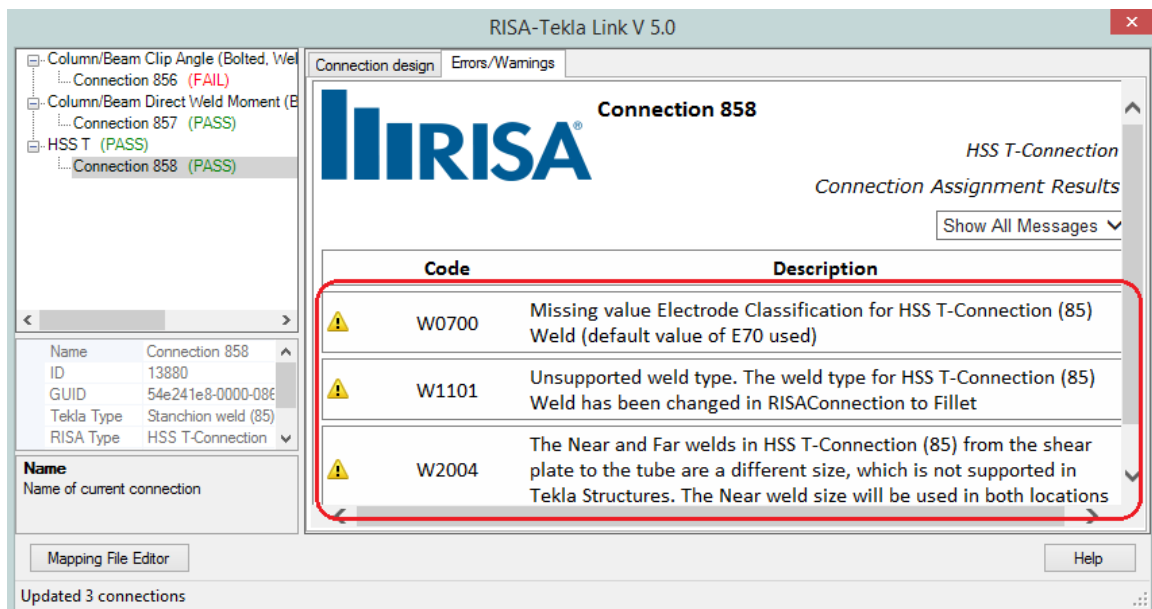 RISA-Tekla Link V 5.0
Column/Beam Clip Angle (Bolted, Wel
Connection 856 (FAIL)
Column/Beam Direct Weld Moment (B
Connection 857 (PASS)
HSS T (PASS)
Connection 858 (PASS)
Name Connection 858
ID 13880
GUID 54e241e8-0000-086
Tekla Type Stanchion weld (85)
RISA Type HSS T-Connection
Name
Name of current connection
Connection design Errors/Warnings
RISA®
Connection 858
HSS T-Connection
Connection Assignment Results
Show All Messages
Code Description
W0700 Missing value Electrode Classification for HSS T-Connection (85)
Weld (default value of E70 used)
W1101 Unsupported weld type. The weld type for HSS T-Connection (85)
Weld has been changed in RISAConnection to Fillet
The Near and Far welds in HSS T-Connection (85) from the shear
W2004 plate to the tube are a different size, which is not supported in
Tekla Structures. The Near weld size will be used in both locations
Mapping File Editor Help
Updated 3 connections